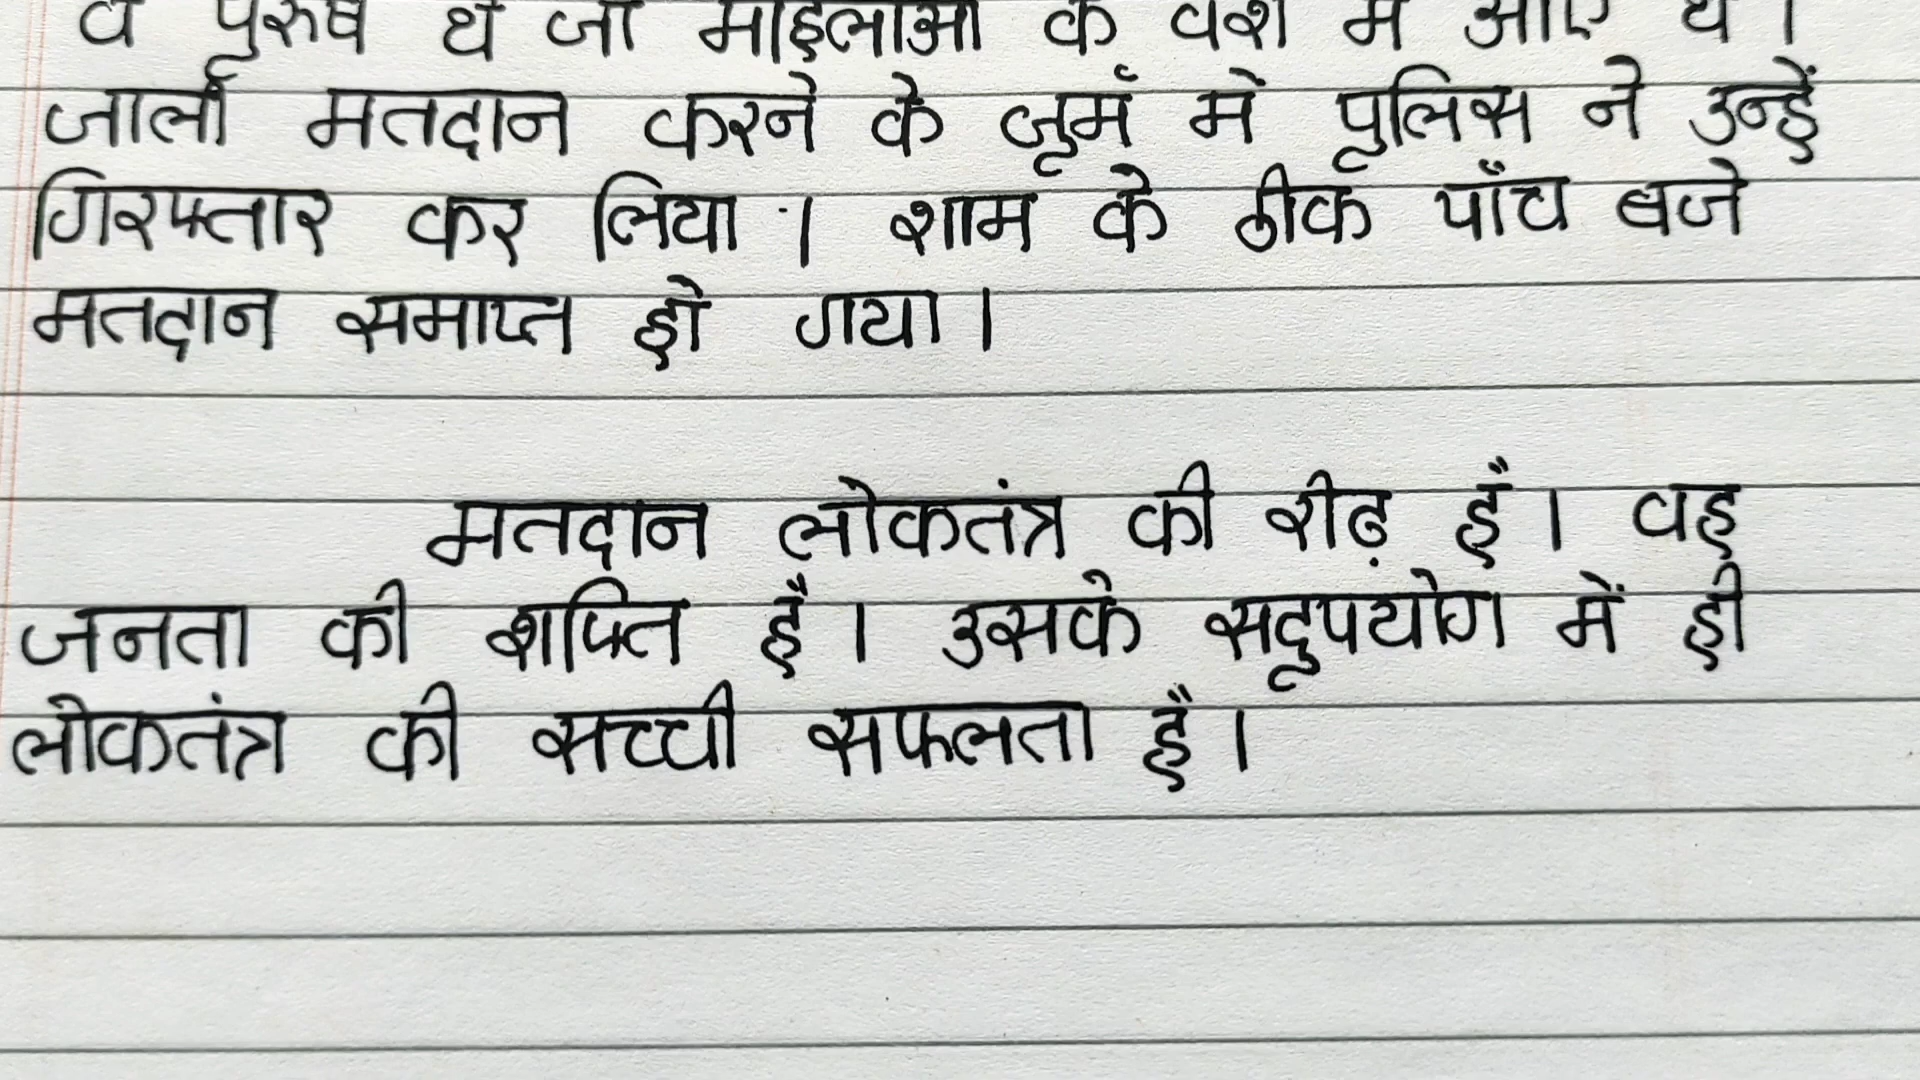 वे पुरुष थे जो महिलाओं के वेश में आए थे।
जाली मतदान करने के जुर्म में पुलिस ने उन्हें
गिरफ्तार कर लिया। शाम के ठीक पाँच बजे
मतदान समाप्त हो गया।
मतदान लोकतंत्र की रीढ़ है। वह
जनता की शक्ति है। उसके सदुपयोग में ही
लोकतंत्र की सच्ची सफलता है।